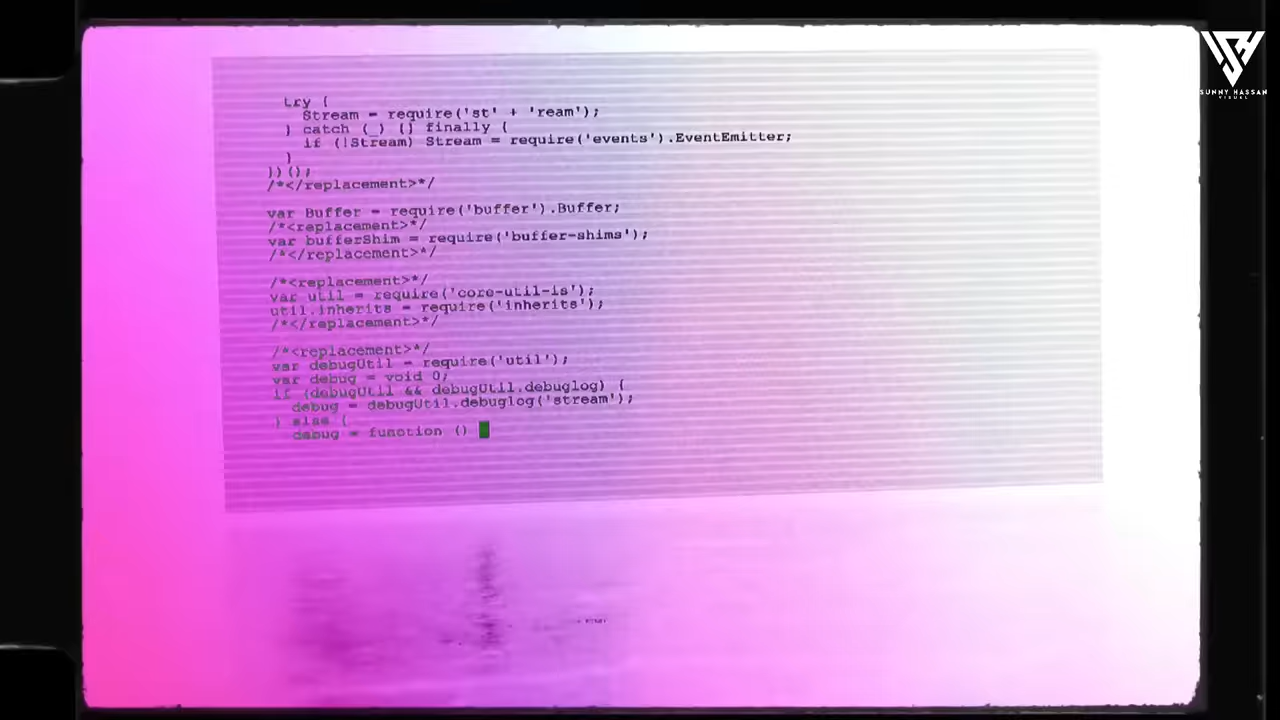 try {
Stream = require('st' + 'ream');
} catch (_) {} finally {
if (!Stream) Stream = require('events').EventEmitter;
}
})();
/*</replacement>*/
var Buffer = require('buffer').Buffer;
/*<replacement>*/
var bufferShim = require('buffer-shims');
/*</replacement>*/
/*<replacement>*/
var util = require('core-util-is');
util.inherits = require('inherits');
/*</replacement>*/
/*<replacement>*/
var debugUtil = require('util');
var debug = void 0;
if (debugUtil && debugUtil.debuglog) {
debug = debugUtil.debuglog('stream');
} else {
debug = function ()
SUNNY HASSAN
VISUAL